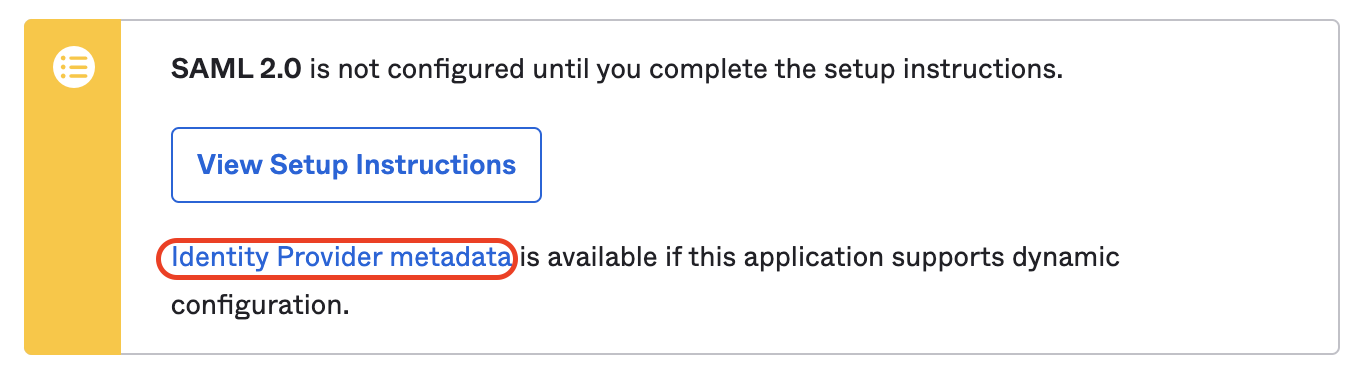 SAML 2.0 is not configured until you complete the setup instructions.
View Setup Instructions
Identity Provider metadata is available if this application supports dynamic
configuration.